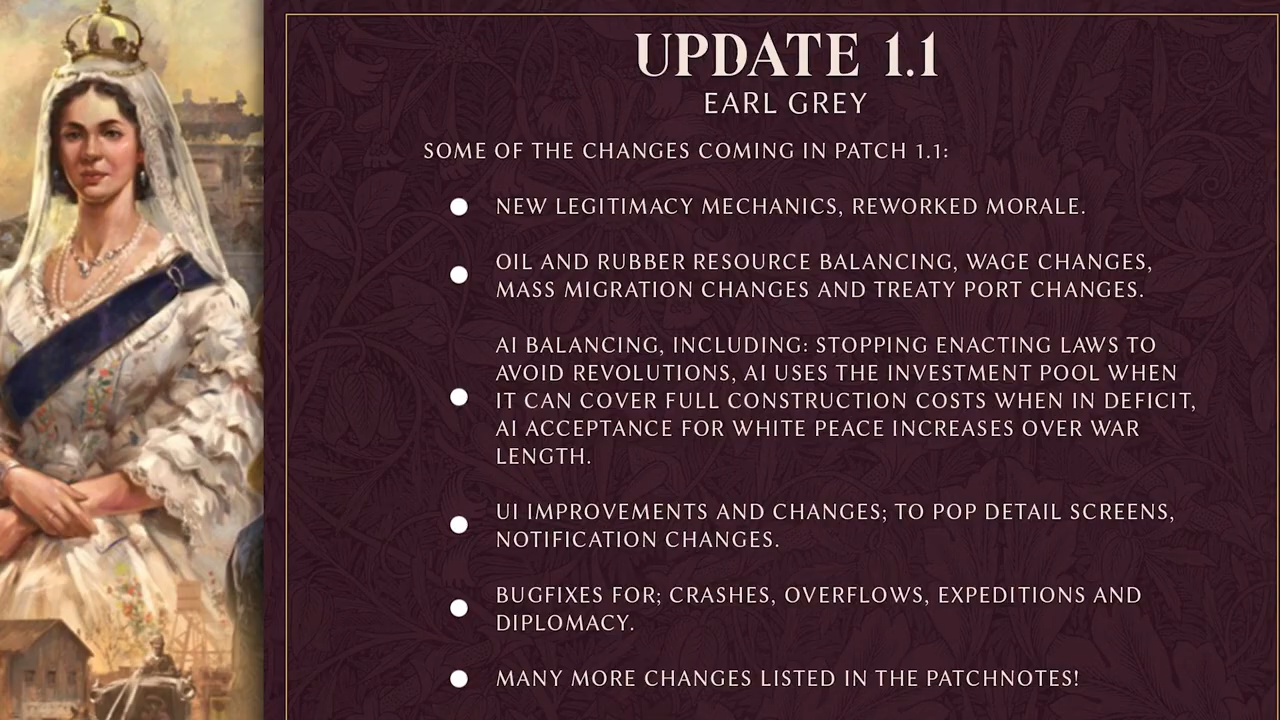 UPDATE 1.1
EARL GREY
SOME OF THE CHANGES COMING IN PATCH 1.1:
NEW LEGITIMACY MECHANICS, REWORKED MORALE.
OIL AND RUBBER RESOURCE BALANCING, WAGE CHANGES,
MASS MIGRATION CHANGES AND TREATY PORT CHANGES.
AI BALANCING, INCLUDING: STOPPING ENACTING LAWS TO
AVOID REVOLUTIONS, AI USES THE INVESTMENT POOL WHEN
IT CAN COVER FULL CONSTRUCTION COSTS WHEN IN DEFICIT,
AI ACCEPTANCE FOR WHITE PEACE INCREASES OVER WAR
LENGTH.
UI IMPROVEMENTS AND CHANGES; TO POP DETAIL SCREENS,
NOTIFICATION CHANGES.
BUGFIXES FOR; CRASHES, OVERFLOWS, EXPEDITIONS AND
DIPLOMACY.
MANY MORE CHANGES LISTED IN THE PATCHNOTES!